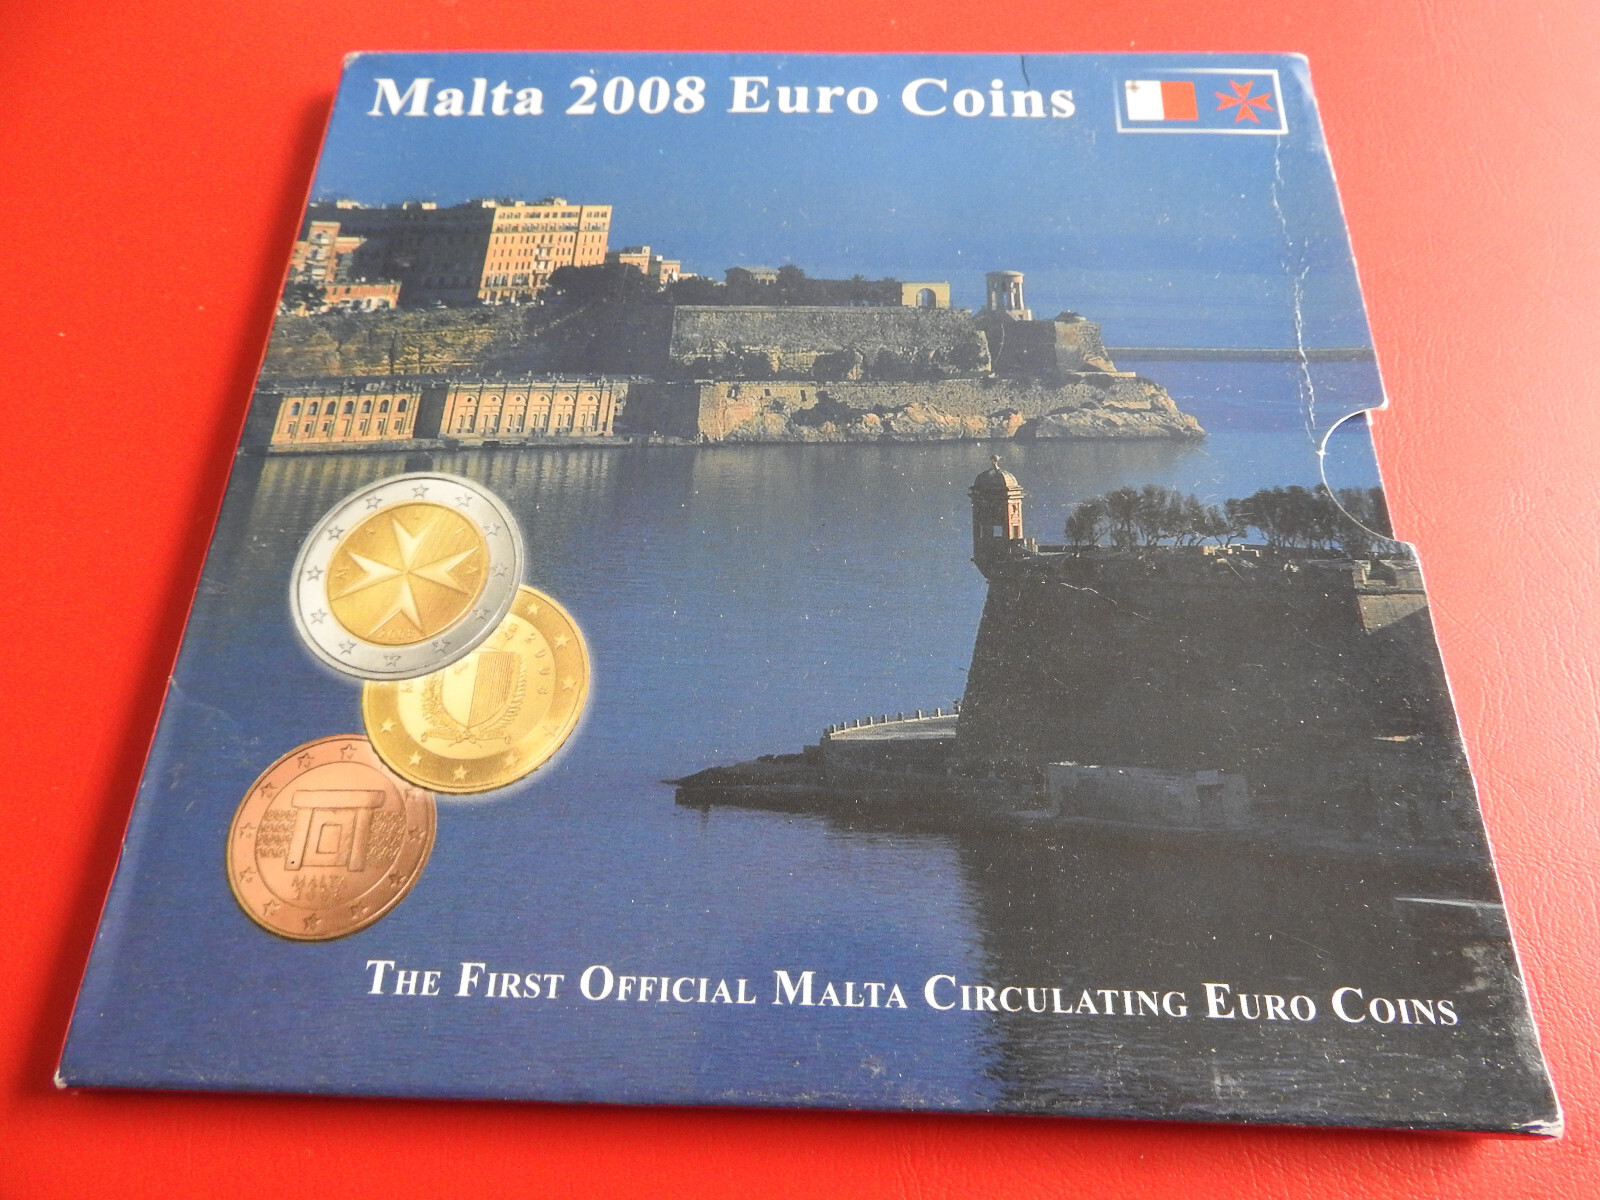 Malta 2008 Euro Coins
MALTA
THE FIRST OFFICIAL MALTA CIRCULATING EURO COINS